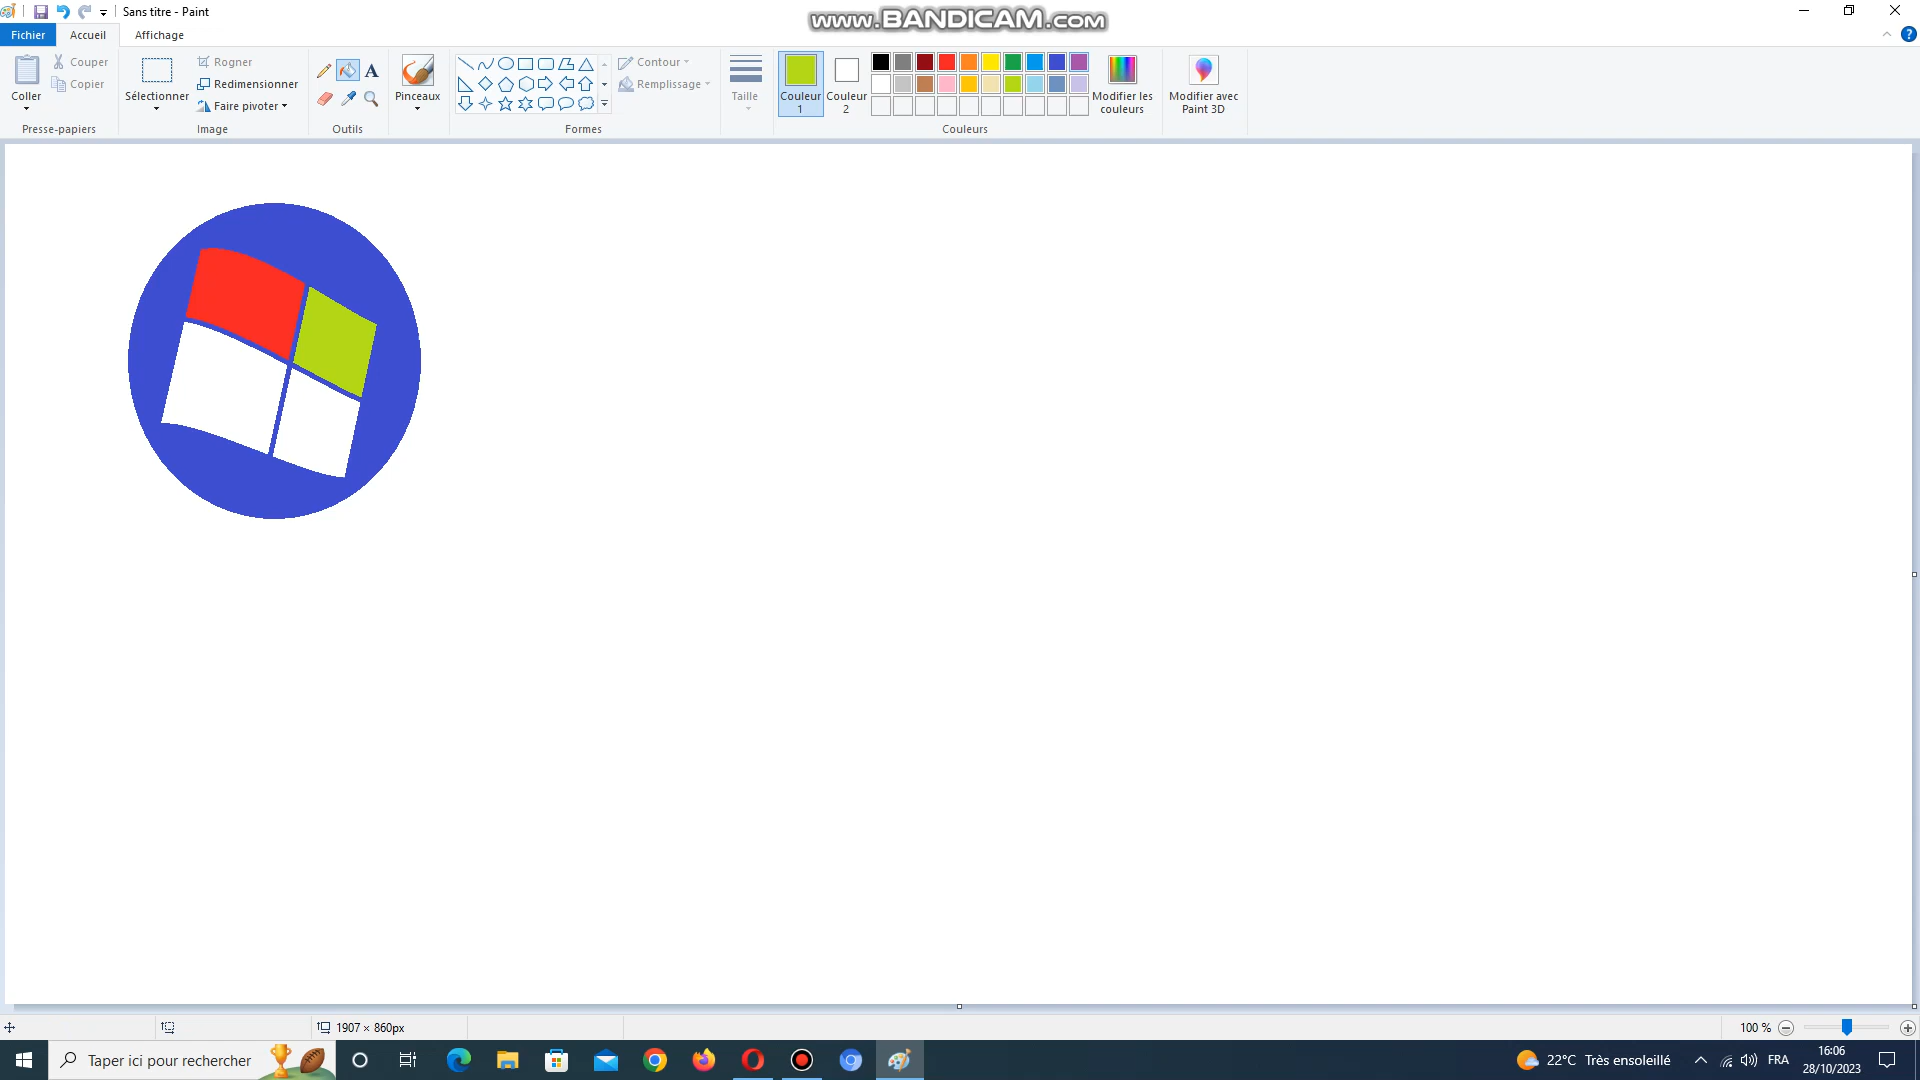 Sans titre - Paint
www.BANDICAM.com
Fichier
Accueil
Affichage
Coller
Couper
Copier
Presse-papiers
Sélectionner
Rogner
Redimensionner
Faire pivoter
Image
A
Outils
Pinceaux
Formes
Contour
Remplissage
Taille
Couleur
1
Couleur
2
Couleurs
Modifier les
couleurs
Modifier avec
Paint 3D
?
1907 × 860px
100 %
Taper ici pour rechercher
22°C Très ensoleillé
FRA
16:06
28/10/2023